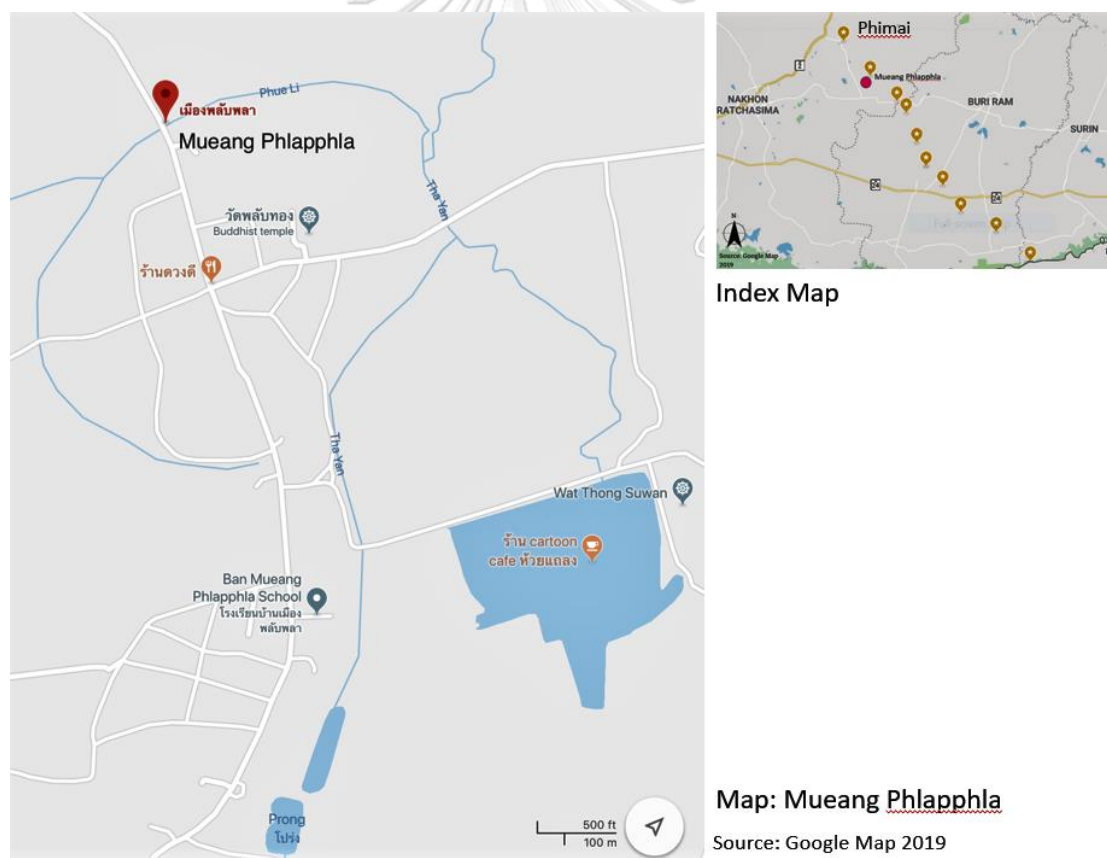 Phue Li
เมืองพลับพลา
Mueang Phlapphla
Tha Yan
วัดพลับทอง
Buddhist temple
ร้านดวงดี
Tha Yan
Wat Thong Suwan
ร้าน cartoon
cafe ห้วยแถลง
Ban Mueang
Phlapphla School
โรงเรียนบ้านเมือง
พลับพลา
Prong
โปร่ง
500 ft
100 m
Phimai
2
Mueang Phlapphla
NAKHON
RATCHASIMA
BURI RAM
SURIN
24
24
N
Source: Google Map
2019
Index Map
Map: Mueang Phlapphla
Source: Google Map 2019